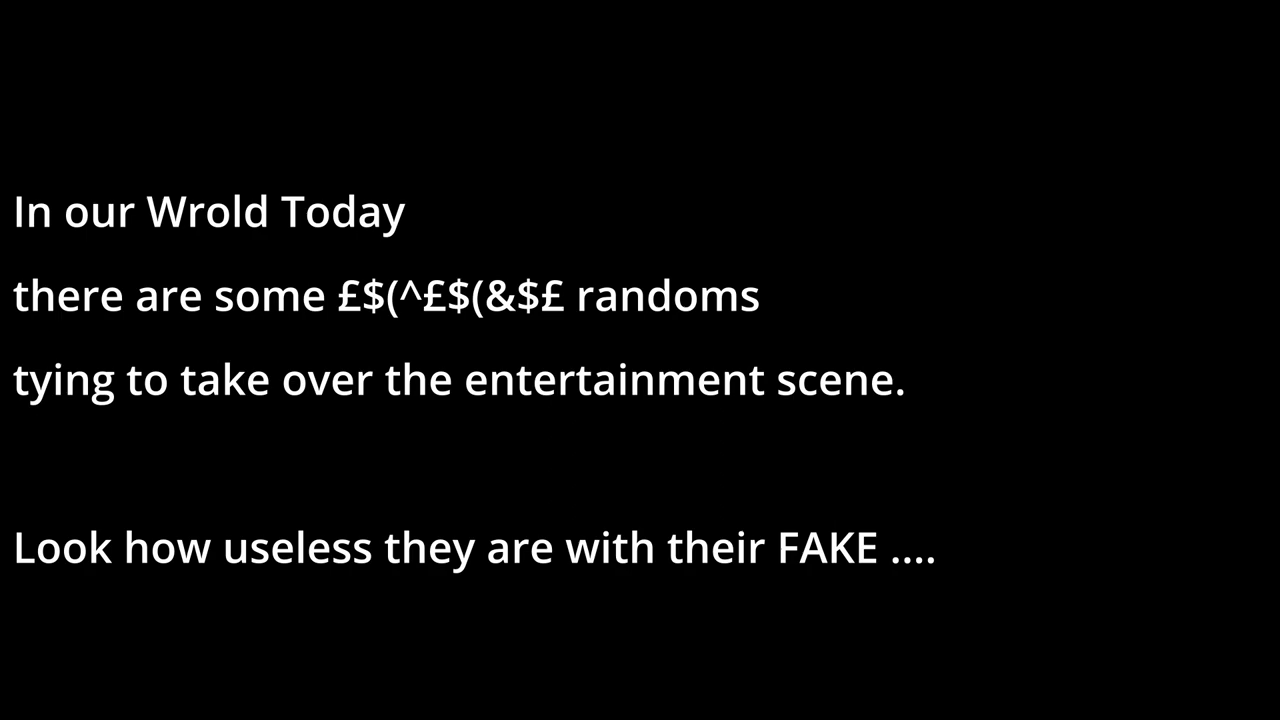 In our Wrold Today
there are some £$(^£$(&$£ randoms
tying to take over the entertainment scene.
Look how useless they are with their FAKE ....